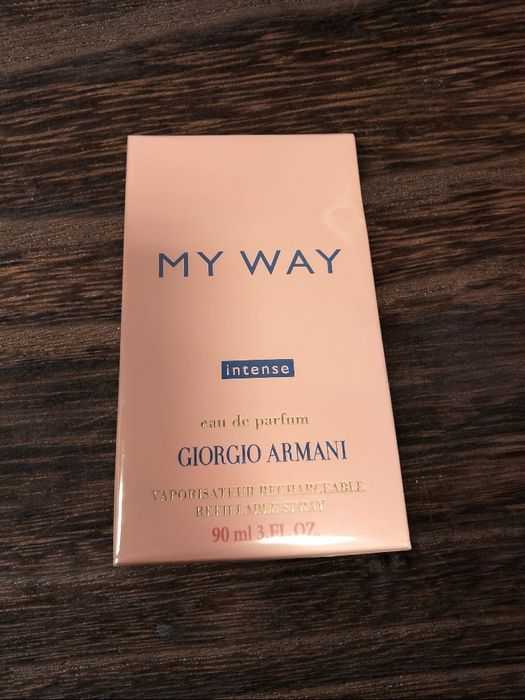 MY WAY
intense
eau de parfum
GIORGIO ARMANI
VAPORISATEUR RECHARGEABLE
REFILLABLE SPRAY
90 ml 3.FL.OZ.